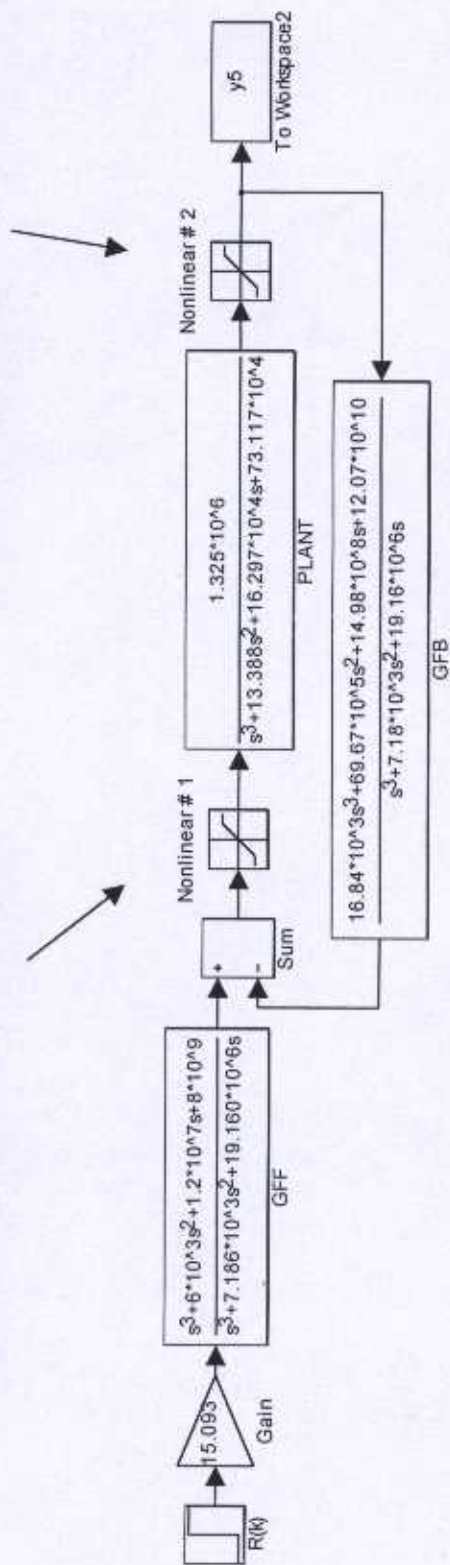 R(k)
15.093
Gain
s^3+6*10^3s^2+1.2*10^7s+8*10^9
s^3+7.186*10^3s^2+19.160*10^6s
GFF
+
−
Sum
Nonlinear # 1
1.325*10^6
s^3+13.388s^2+16.297*10^4s+73.117*10^4
PLANT
Nonlinear # 2
y5
To Workspace2
16.84*10^3s^3+69.67*10^5s^2+14.98*10^8s+12.07*10^10
s^3+7.18*10^3s^2+19.16*10^6s
GFB